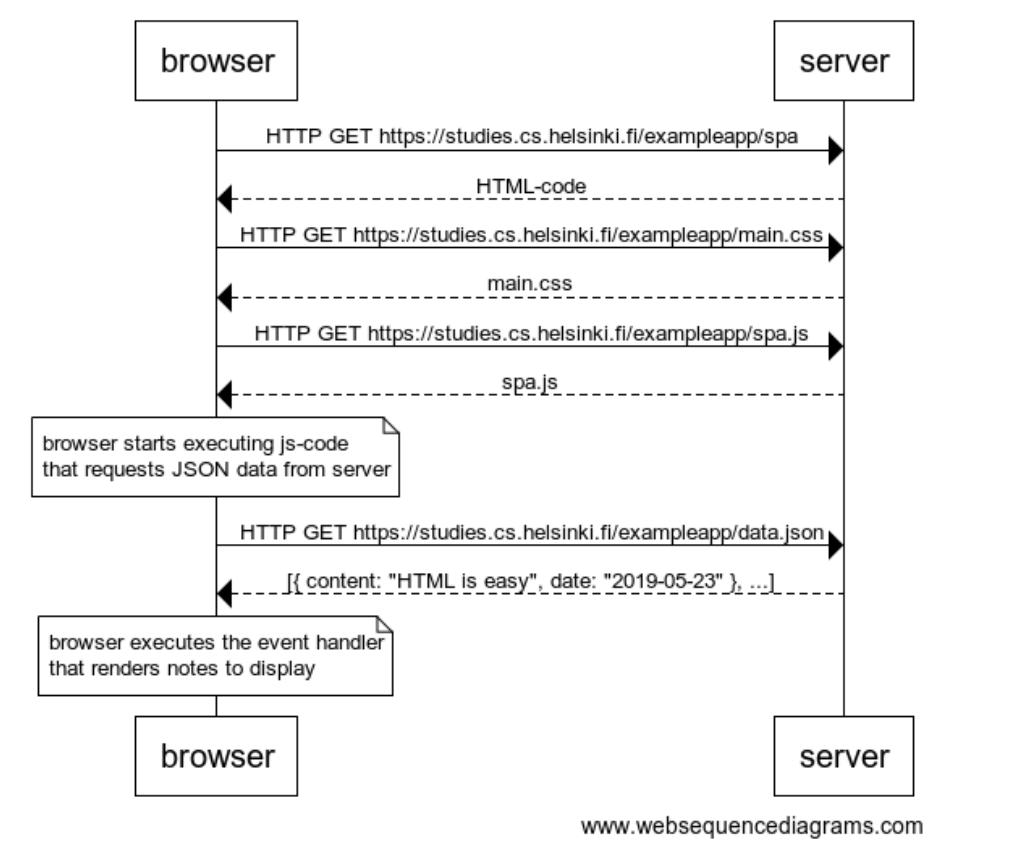 browser
server
HTTP GET https://studies.cs.helsinki.fi/exampleapp/spa
HTML-code
HTTP GET https://studies.cs.helsinki.fi/exampleapp/main.css
main.css
HTTP GET https://studies.cs.helsinki.fi/exampleapp/spa.js
spa.js
browser starts executing js-code
that requests JSON data from server
HTTP GET https://studies.cs.helsinki.fi/exampleapp/data.json
[{ content: "HTML is easy", date: "2019-05-23" }, ...]
browser executes the event handler
that renders notes to display
browser
server
www.websequencediagrams.com